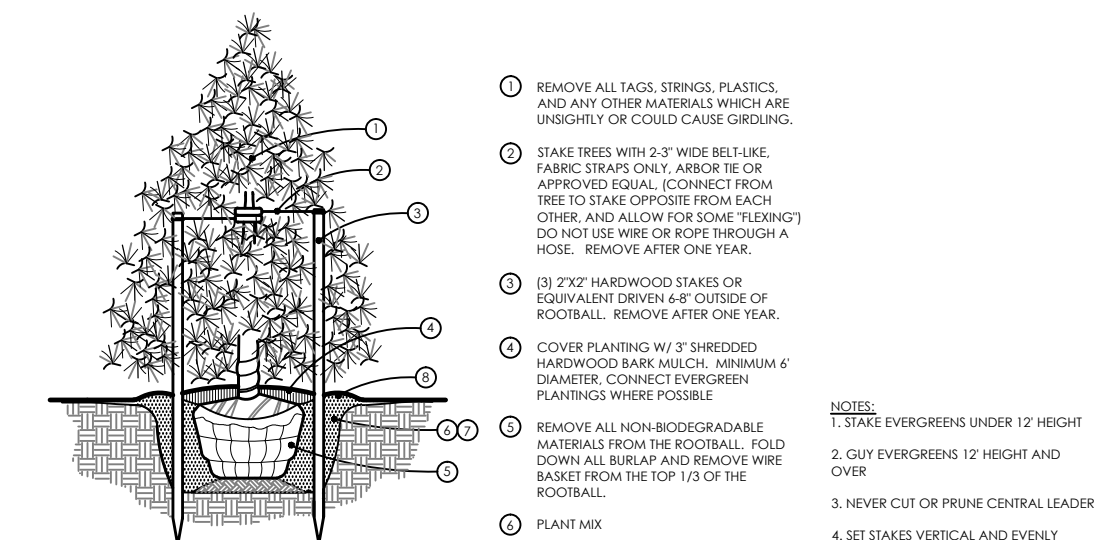 1
2
3
4
8
6 7
5
1 REMOVE ALL TAGS, STRINGS, PLASTICS,
AND ANY OTHER MATERIALS WHICH ARE
UNSIGHTLY OR COULD CAUSE GIRDLING.
2 STAKE TREES WITH 2-3" WIDE BELT-LIKE,
FABRIC STRAPS ONLY, ARBOR TIE OR
APPROVED EQUAL, (CONNECT FROM
TREE TO STAKE OPPOSITE FROM EACH
OTHER, AND ALLOW FOR SOME "FLEXING")
DO NOT USE WIRE OR ROPE THROUGH A
HOSE. REMOVE AFTER ONE YEAR.
3 (3) 2"X2" HARDWOOD STAKES OR
EQUIVALENT DRIVEN 6-8" OUTSIDE OF
ROOTBALL. REMOVE AFTER ONE YEAR.
4 COVER PLANTING W/ 3" SHREDDED
HARDWOOD BARK MULCH. MINIMUM 6'
DIAMETER, CONNECT EVERGREEN
PLANTINGS WHERE POSSIBLE
5 REMOVE ALL NON-BIODEGRADABLE
MATERIALS FROM THE ROOTBALL. FOLD
DOWN ALL BURLAP AND REMOVE WIRE
BASKET FROM THE TOP 1/3 OF THE
ROOTBALL.
6 PLANT MIX
NOTES:
1. STAKE EVERGREENS UNDER 12' HEIGHT
2. GUY EVERGREENS 12' HEIGHT AND
OVER
3. NEVER CUT OR PRUNE CENTRAL LEADER
4. SET STAKES VERTICAL AND EVENLY